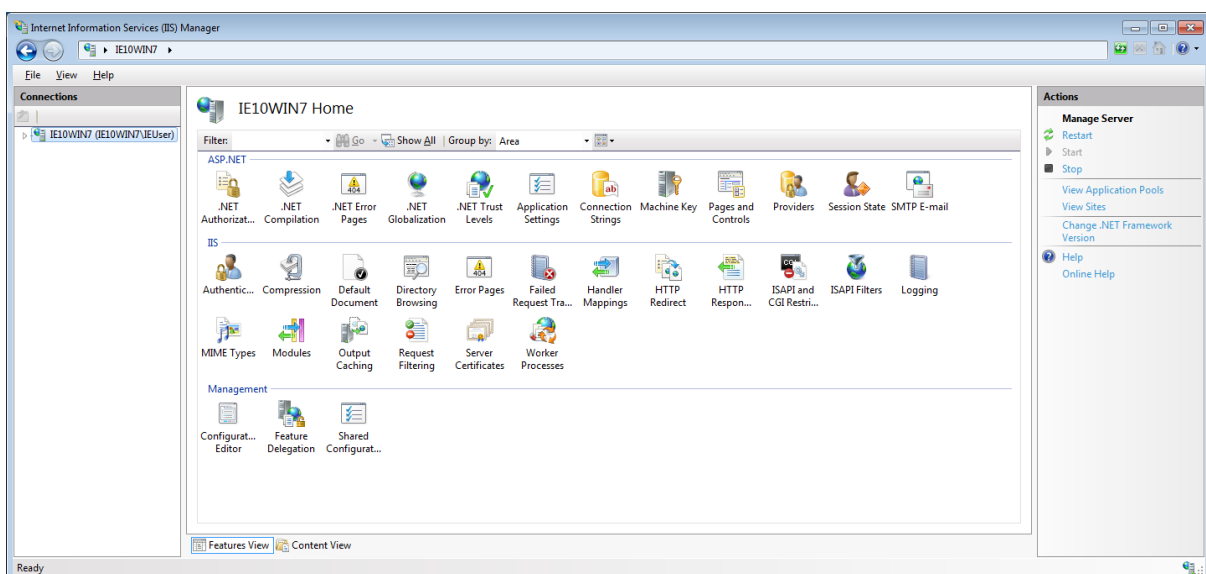 Internet Information Services (IIS) Manager
IE10WIN7
File View Help
Connections
IE10WIN7 (IE10WIN7\IEUser)
IE10WIN7 Home
Filter: Go Show All Group by: Area
ASP.NET
.NET Authorizat...
.NET Compilation
.NET Error Pages
.NET Globalization
.NET Trust Levels
Application Settings
Connection Strings
Machine Key
Pages and Controls
Providers
Session State
SMTP E-mail
IIS
Authentic...
Compression
Default Document
Directory Browsing
Error Pages
Failed Request Tra...
Handler Mappings
HTTP Redirect
HTTP Respon...
ISAPI and CGI Restri...
ISAPI Filters
Logging
MIME Types
Modules
Output Caching
Request Filtering
Server Certificates
Worker Processes
Management
Configurat... Editor
Feature Delegation
Shared Configurat...
Features View
Content View
Actions
Manage Server
Restart
Start
Stop
View Application Pools
View Sites
Change .NET Framework
Version
Help
Online Help
Ready